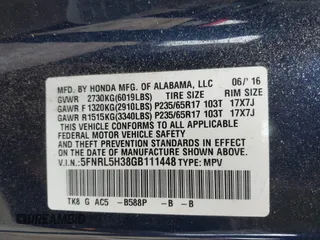 MFD. BY HONDA MFG. OF ALABAMA, LLC 06/16
GVWR 2730KG(6019LBS) TIRE SIZE RIM SIZE
GAWR F 1320KG(2910LBS) P235/65R17 103T 17X7J
GAWR R1515KG(3340LBS) P235/65R17 103T 17X7J
THIS VEHICLE CONFORMS TO ALL APPLICABLE
FEDERAL MOTOR VEHICLE SAFETY AND THEFT
PREVENTION STANDARDS IN EFFECT ON THE
DATE OF MANUFACTURE SHOWN ABOVE.
V.I.N: 5FNRL5H38GB111448 TYPE: MPV
TK8 G AC5 -B588P -B -B